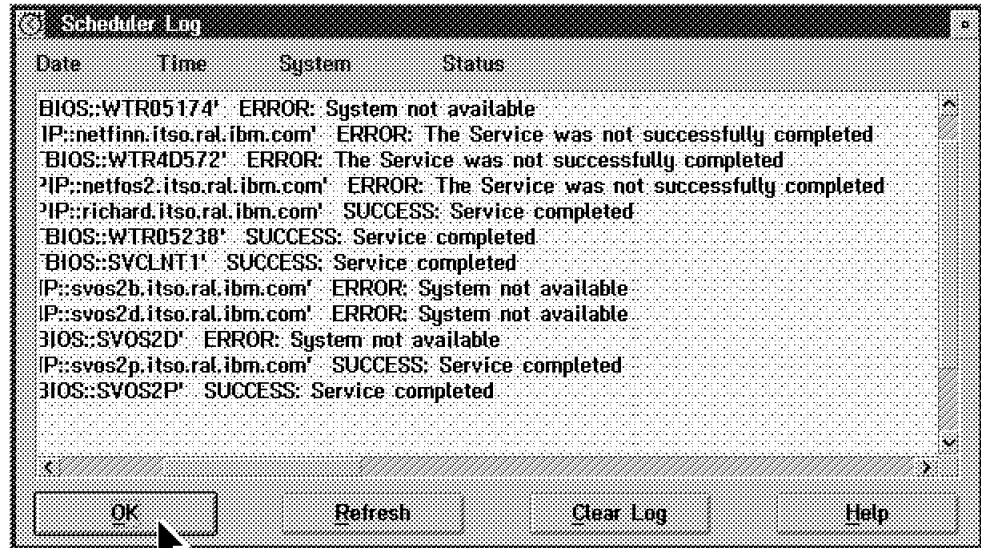 Scheduler Log
Date Time System Status
BIOS::WTR05174' ERROR: System not available
IP::netfinn.itso.ral.ibm.com' ERROR: The Service was not successfully completed
BIOS::WTR4D572' ERROR: The Service was not successfully completed
PIP::netfos2.itso.ral.ibm.com' ERROR: The Service was not successfully completed
PIP::richard.itso.ral.ibm.com' SUCCESS: Service completed
BIOS::WTR05238' SUCCESS: Service completed
BIOS::SVCLNT1' SUCCESS: Service completed
IP::svos2b.itso.ral.ibm.com' ERROR: System not available
IP::svos2d.itso.ral.ibm.com' ERROR: System not available
BIOS::SVOS2D' ERROR: System not available
IP::svos2p.itso.ral.ibm.com' SUCCESS: Service completed
BIOS::SVOS2P' SUCCESS: Service completed
OK Refresh Clear Log Help